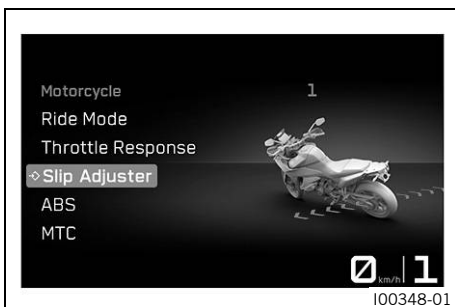 Motorcycle
1
Ride Mode
Throttle Response
Slip Adjuster
ABS
MTC
0 km/h 1
I00348-01